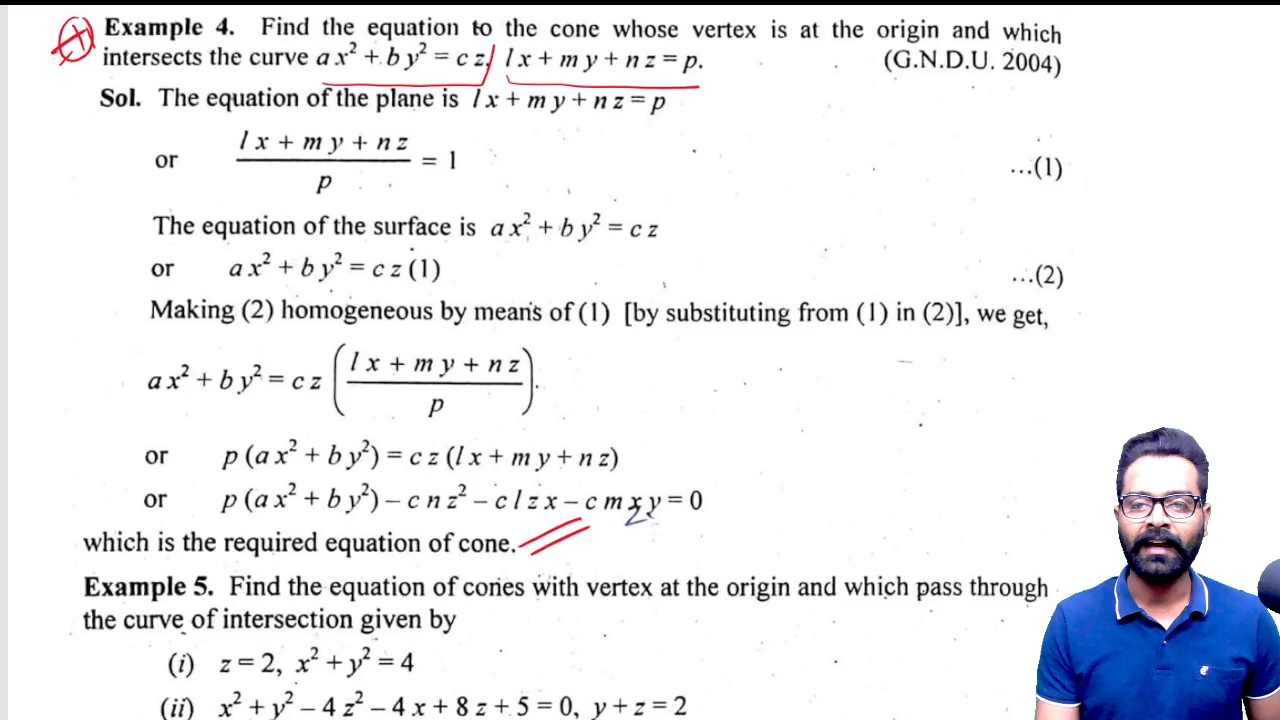 Example 4. Find the equation to the cone whose vertex is at the origin and which
intersects the curve a x² + b y² = c z, l x + m y + n z = p. (G.N.D.U. 2004)
Sol. The equation of the plane is l x + m y + n z = p
or (l x + m y + n z)/p = 1 ...(1)
The equation of the surface is a x² + b y² = c z
or a x² + b y² = c z (1) ...(2)
Making (2) homogeneous by means of (1) [by substituting from (1) in (2)], we get,
a x² + b y² = c z ((l x + m y + n z)/p).
or p (a x² + b y²) = c z (l x + m y + n z)
or p (a x² + b y²) – c n z² – c l z x – c m z y = 0
which is the required equation of cone.
Example 5. Find the equation of cones with vertex at the origin and which pass through
the curve of intersection given by
(i) z = 2, x² + y² = 4
(ii) x² + y² – 4 z² – 4 x + 8 z + 5 = 0, y + z = 2